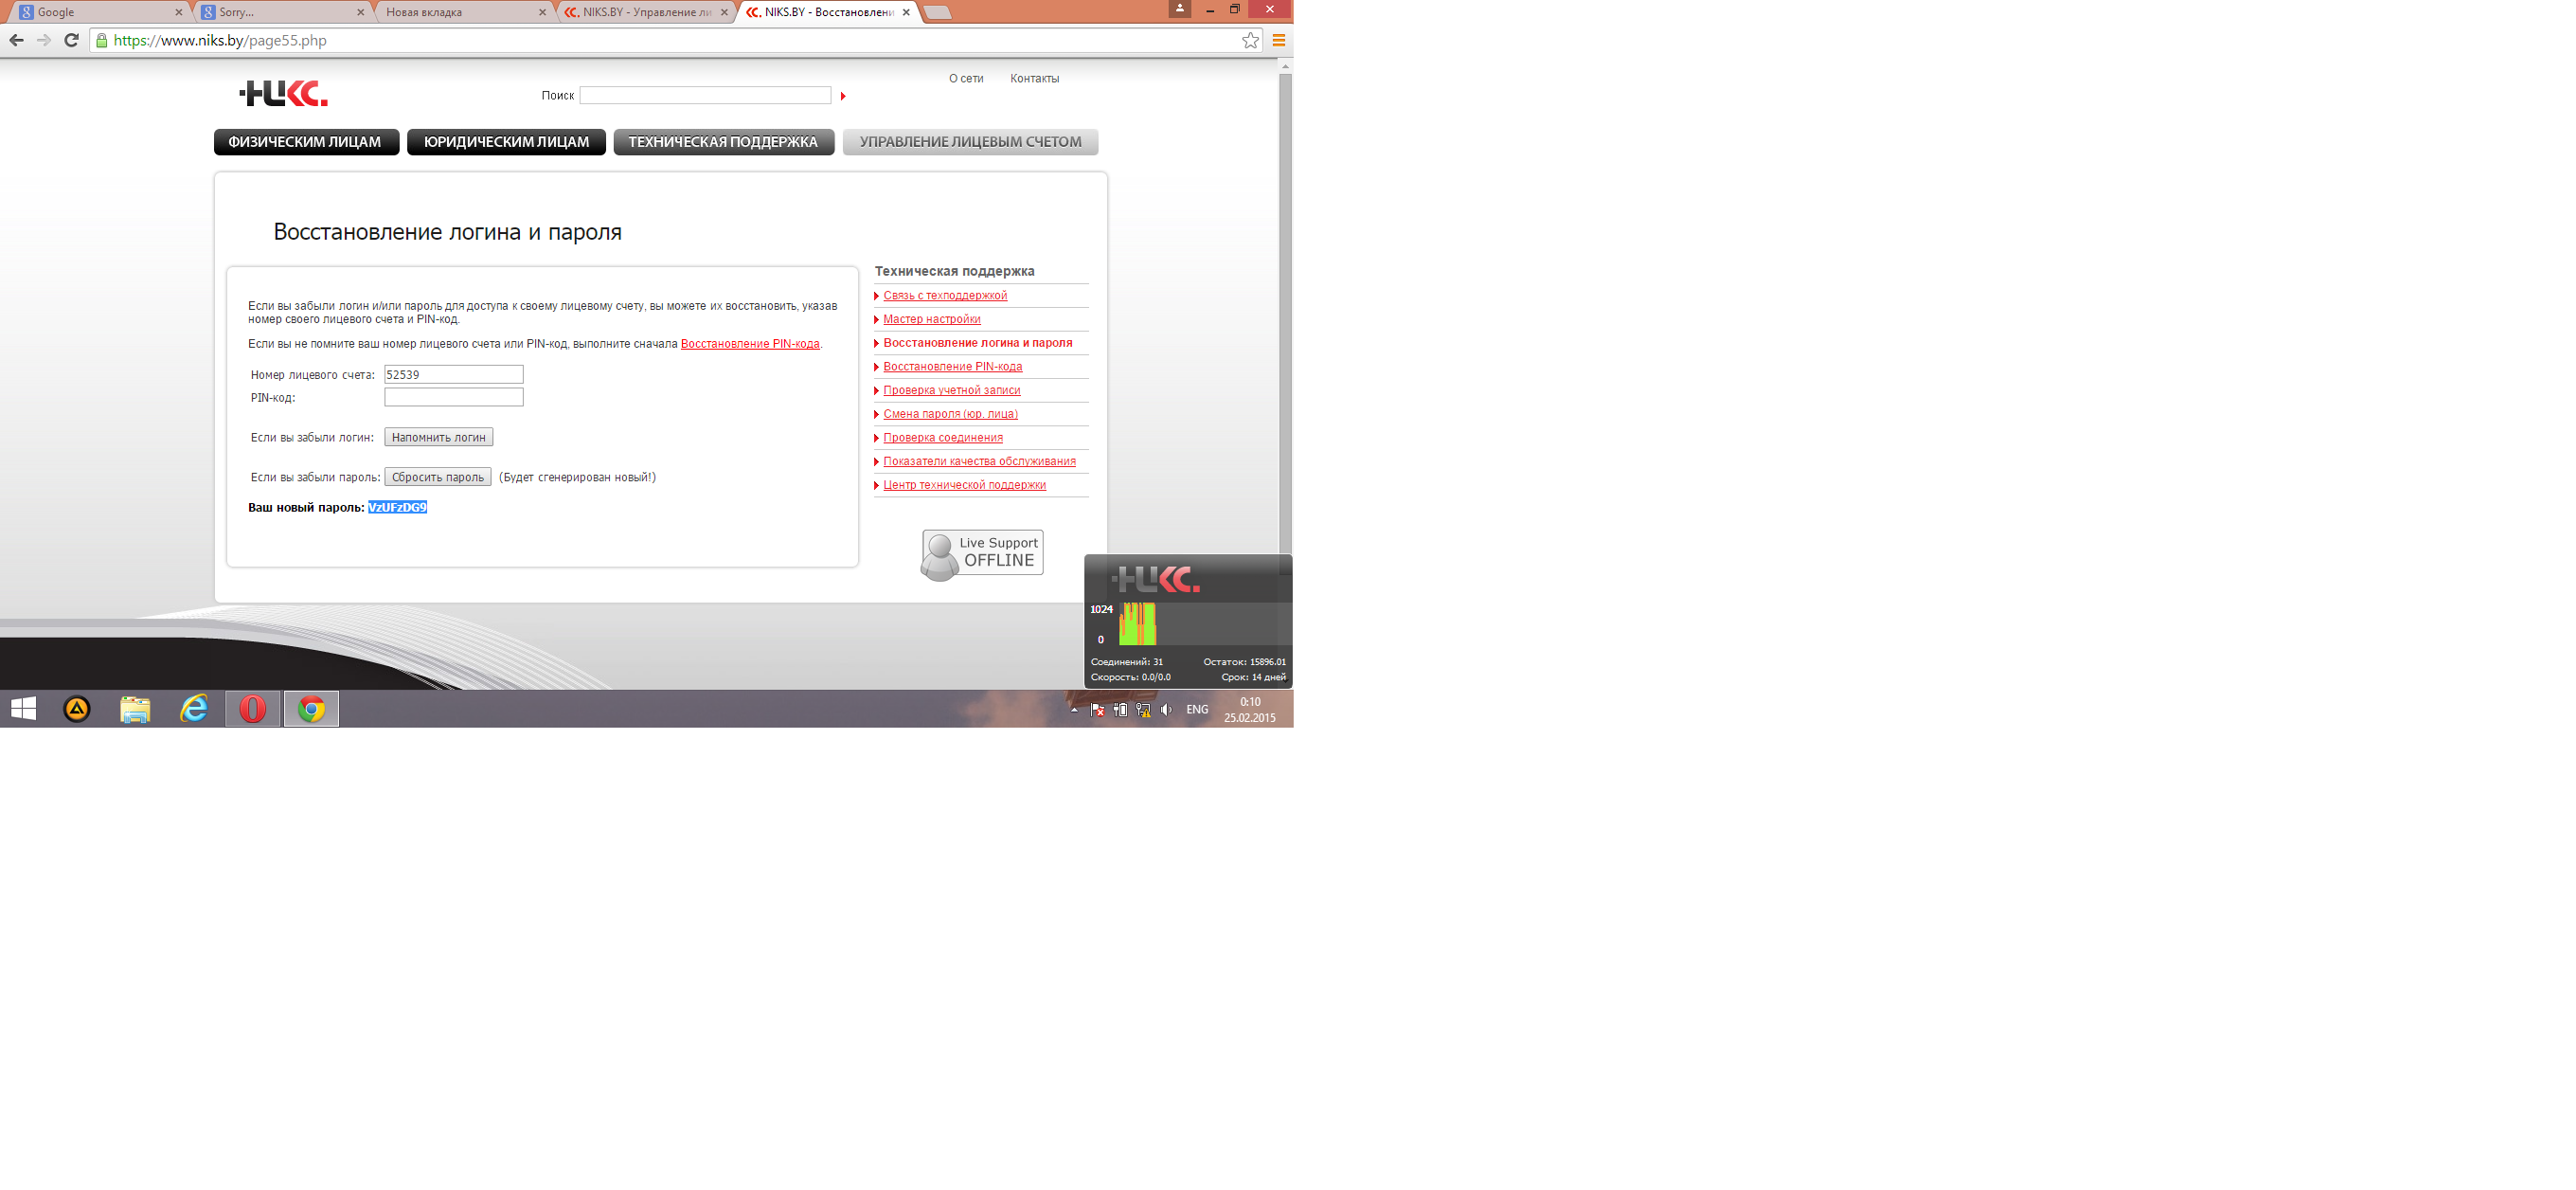 Google
Sorry...
Новая вкладка
NIKS.BY - Управление ли
NIKS.BY - Восстановлени
https://www.niks.by/page55.php
НИКС.
Поиск
О сети
Контакты
ФИЗИЧЕСКИМ ЛИЦАМ
ЮРИДИЧЕСКИМ ЛИЦАМ
ТЕХНИЧЕСКАЯ ПОДДЕРЖКА
УПРАВЛЕНИЕ ЛИЦЕВЫМ СЧЕТОМ
Восстановление логина и пароля
Если вы забыли логин и/или пароль для доступа к своему лицевому счету, вы можете их восстановить, указав
номер своего лицевого счета и PIN-код.
Если вы не помните ваш номер лицевого счета или PIN-код, выполните сначала Восстановление PIN-кода.
Номер лицевого счета: 52539
PIN-код:
Если вы забыли логин: Напомнить логин
Если вы забыли пароль: Сбросить пароль (Будет сгенерирован новый!)
Ваш новый пароль: VzUFzDG9
Техническая поддержка
Связь с техподдержкой
Мастер настройки
Восстановление логина и пароля
Восстановление PIN-кода
Проверка учетной записи
Смена пароля (юр. лица)
Проверка соединения
Показатели качества обслуживания
Центр технической поддержки
Live Support
OFFLINE
НИКС.
1024
0
Соединений: 31 Остаток: 15896.01
Скорость: 0.0/0.0 Срок: 14 дней
ENG
0:10
25.02.2015